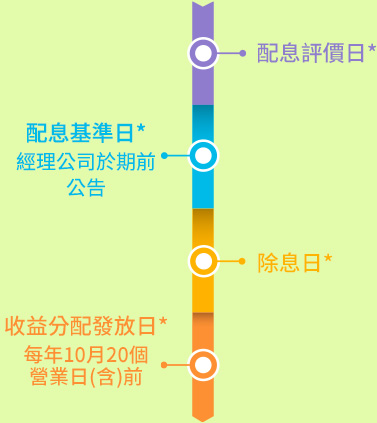 配息評價日*
配息基準日*
經理公司於期前
公告
除息日*
收益分配發放日*
每年10月20個
營業日(含)前